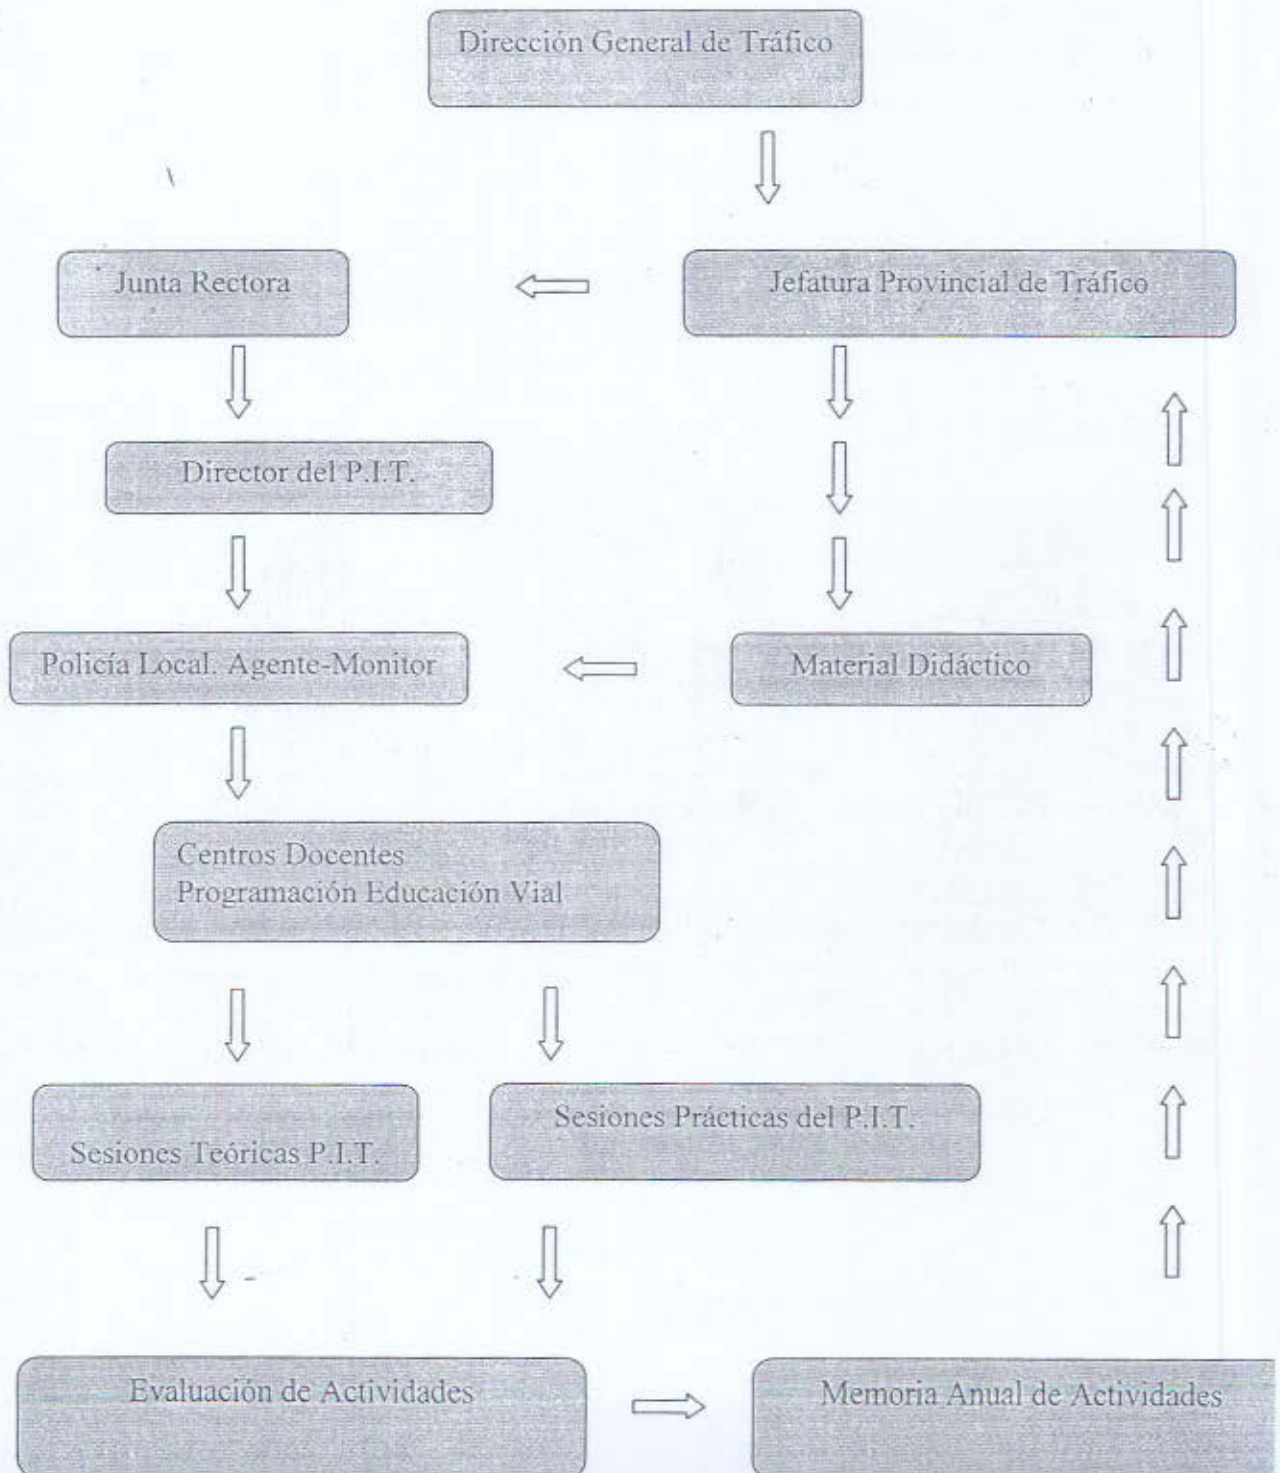 Dirección General de Tráfico
Junta Rectora
Jefatura Provincial de Tráfico
Director del P.I.T.
Policía Local. Agente-Monitor
Material Didáctico
Centros Docentes
Programación Educación Vial
Sesiones Teóricas P.I.T.
Sesiones Prácticas del P.I.T.
Evaluación de Actividades
Memoria Anual de Actividades